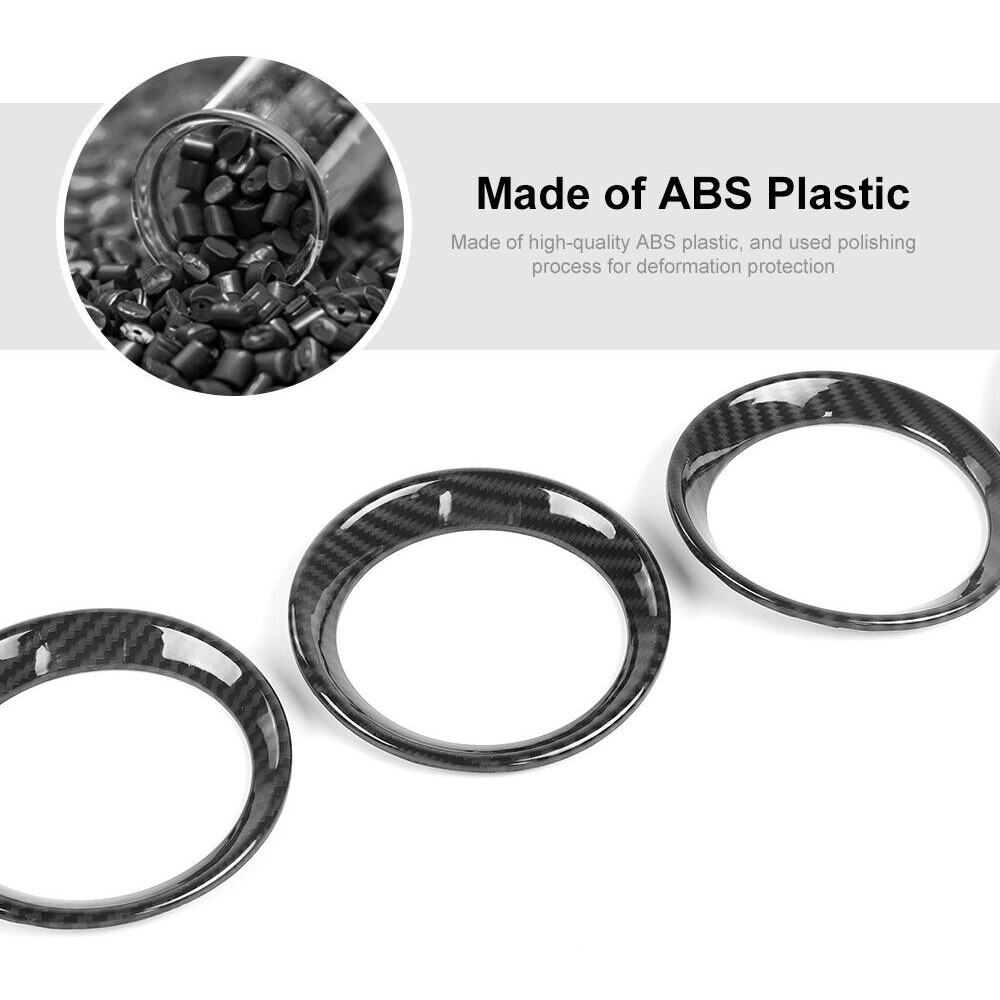 Made of ABS Plastic
Made of high-quality ABS plastic, and used polishing
process for deformation protection